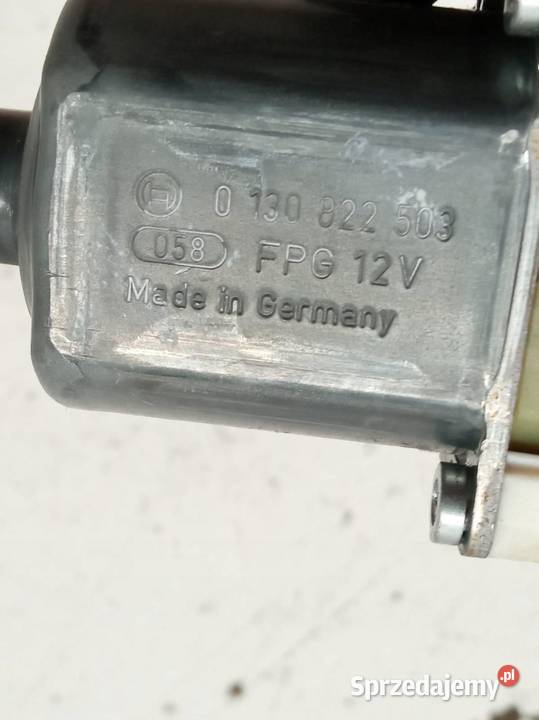 0 130 822 503
058 FPG 12V
Made in Germany
Sprzedajemy.pl